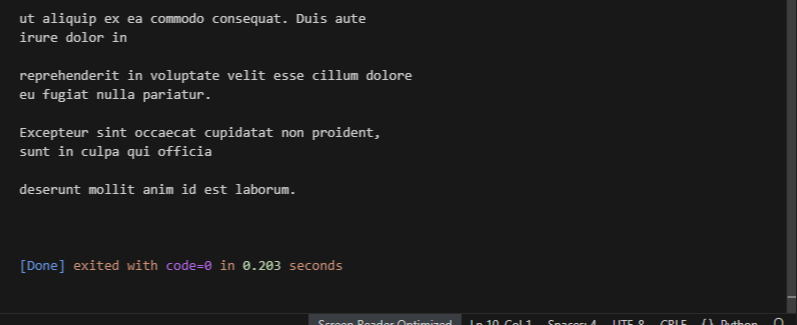 ut aliquip ex ea commodo consequat. Duis aute
irure dolor in
reprehenderit in voluptate velit esse cillum dolore
eu fugiat nulla pariatur.
Excepteur sint occaecat cupidatat non proident,
sunt in culpa qui officia
deserunt mollit anim id est laborum.
[Done] exited with code=0 in 0.203 seconds
Screen Reader Optimized Ln 10, Col 1 Spaces: 4 UTF-8 CRLF {} Python